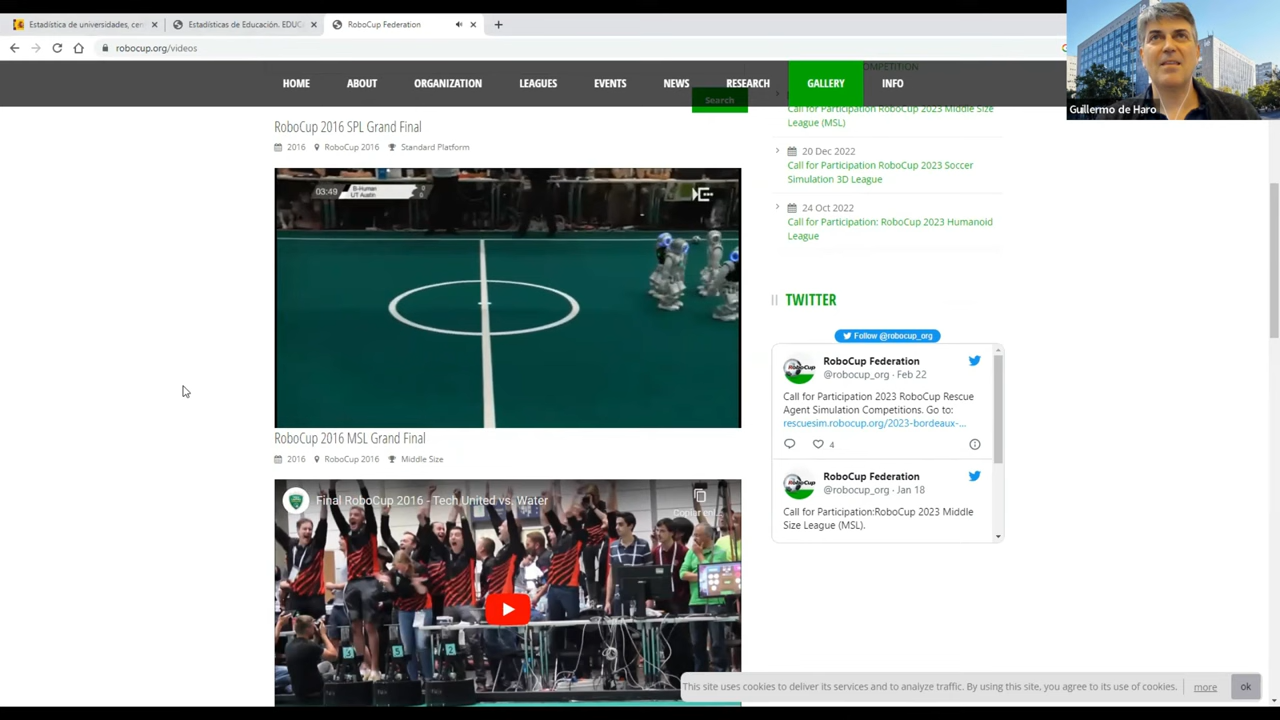 Estadística de universidades, cen
Estadísticas de Educación. EDUC
RoboCup Federation
robocup.org/videos
HOME
ABOUT
ORGANIZATION
LEAGUES
EVENTS
NEWS
RESEARCH
GALLERY
INFO
Search
Guillermo de Haro
RoboCup 2016 SPL Grand Final
2016
RoboCup 2016
Standard Platform
03:49
B-Human 0
UT Austin 0
RoboCup 2016 MSL Grand Final
2016
RoboCup 2016
Middle Size
Final RoboCup 2016 - Tech United vs. Water
Copiar enl...
Call for Participation RoboCup 2023 Middle Size
League (MSL)
20 Dec 2022
Call for Participation RoboCup 2023 Soccer
Simulation 3D League
24 Oct 2022
Call for Participation: RoboCup 2023 Humanoid
League
TWITTER
Follow @robocup_org
RoboCup Federation
@robocup_org · Feb 22
Call for Participation 2023 RoboCup Rescue
Agent Simulation Competitions. Go to:
rescuesim.robocup.org/2023-bordeaux-...
4
RoboCup Federation
@robocup_org · Jan 18
Call for Participation:RoboCup 2023 Middle
Size League (MSL).
This site uses cookies to deliver its services and to analyze traffic. By using this site, you agree to its use of cookies.
more
ok